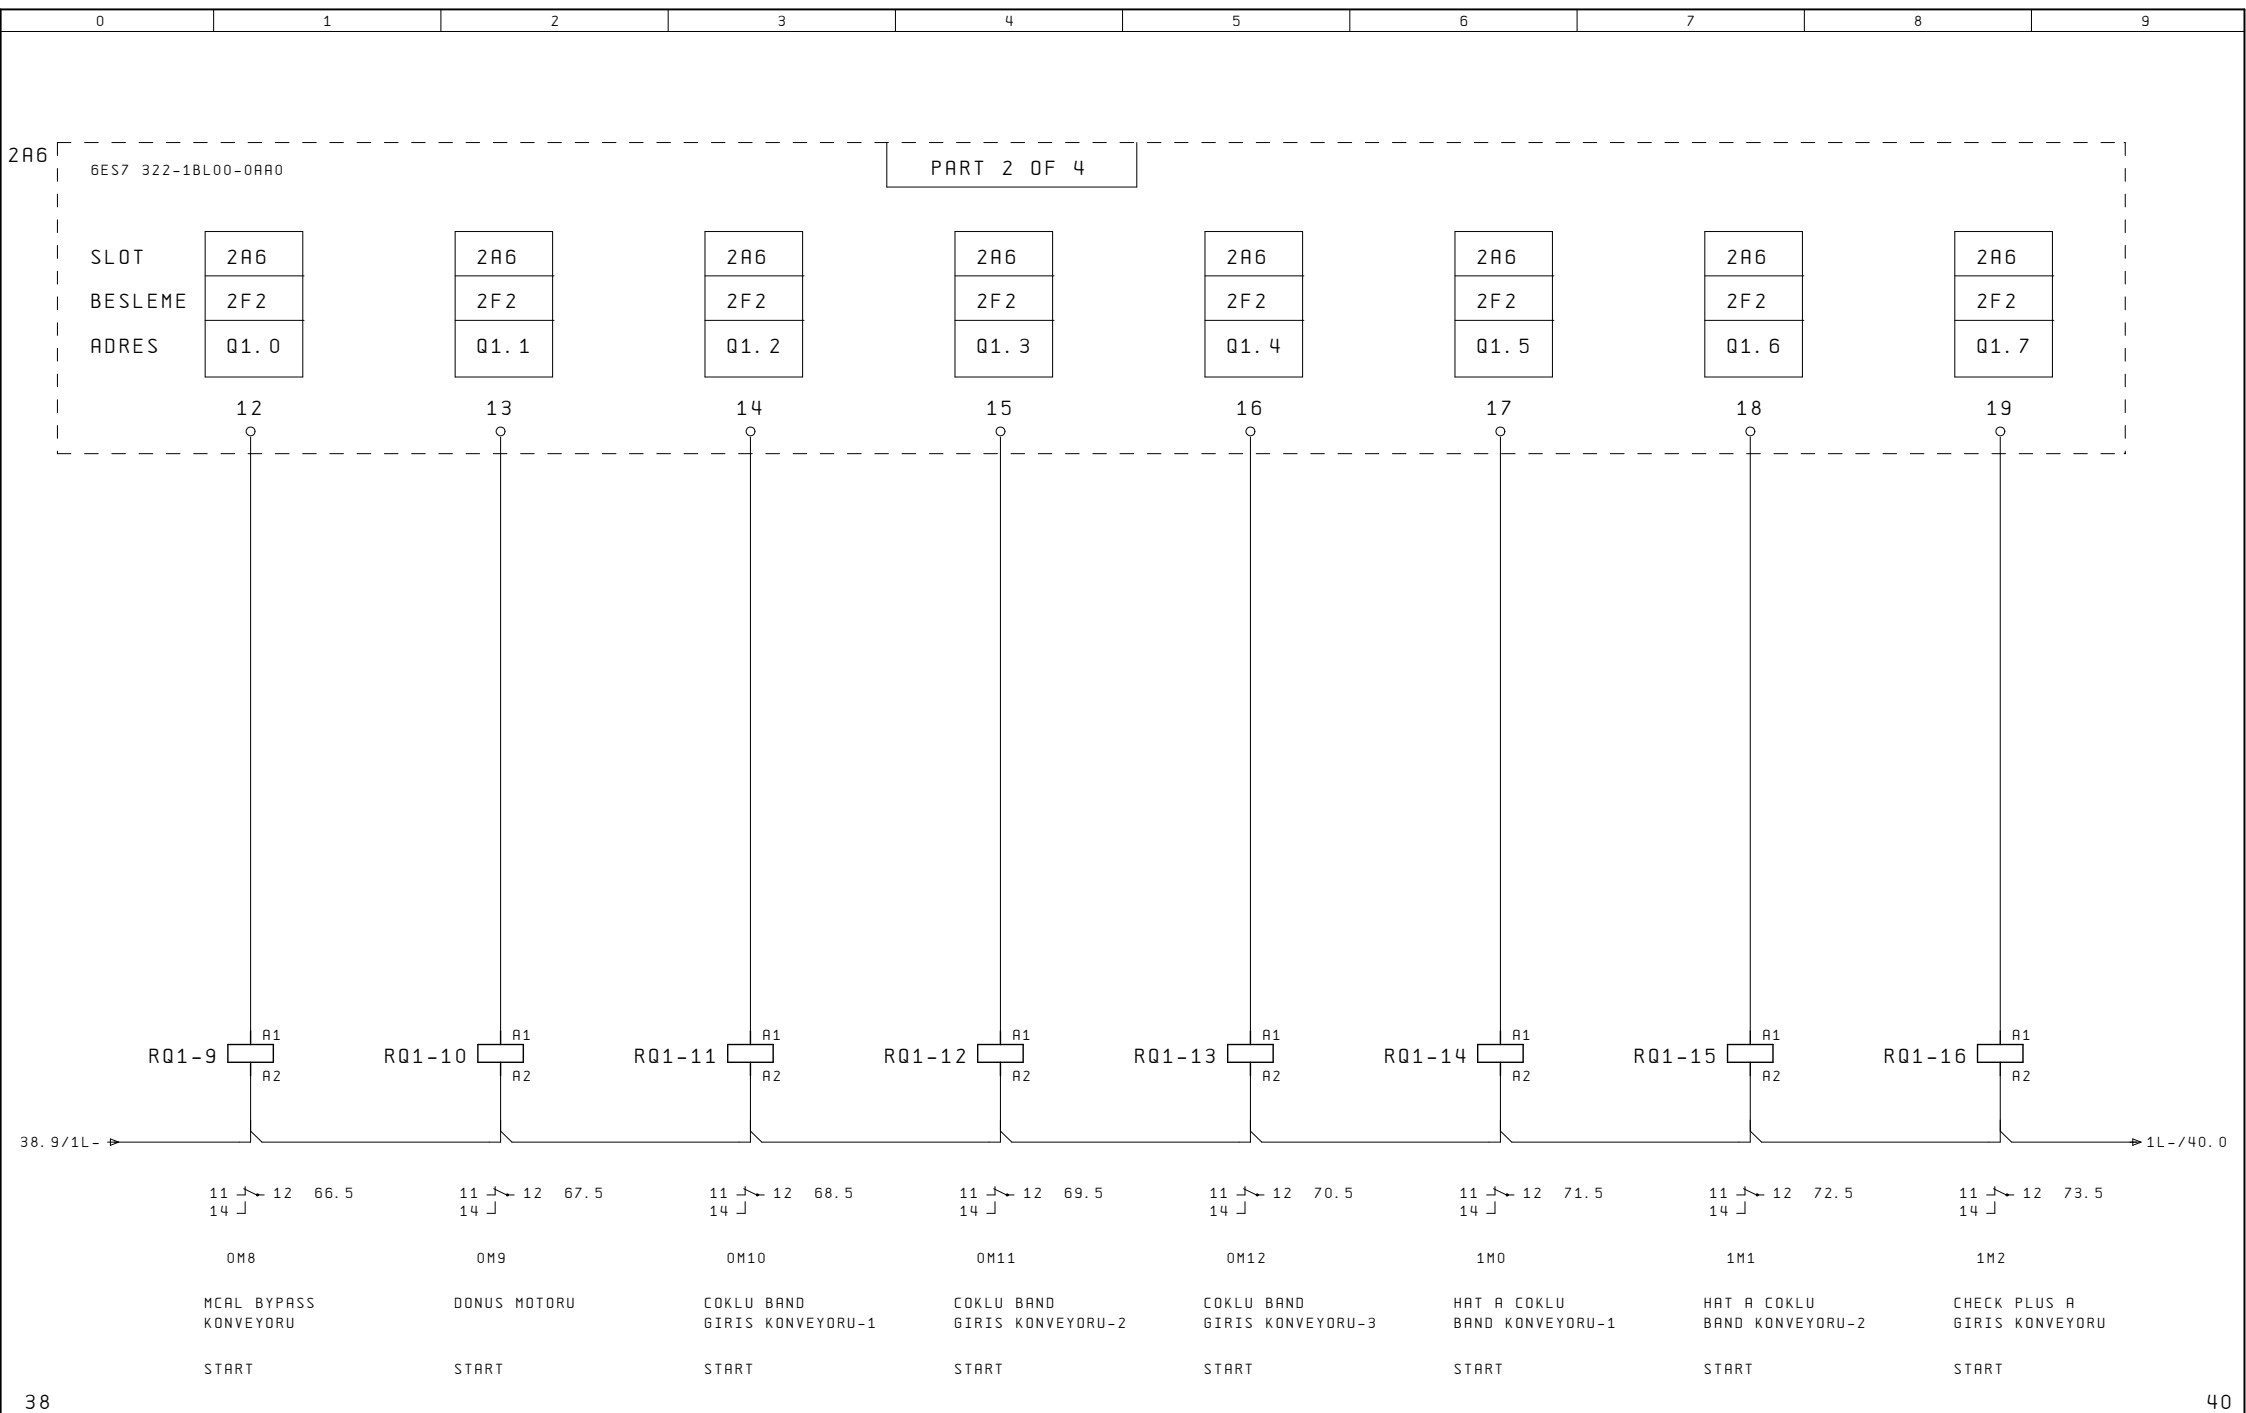 0 1 2 3 4 5 6 7 8 9
2A6
6ES7 322-1BL00-0AA0
PART 2 OF 4
SLOT 2A6 2A6 2A6 2A6 2A6 2A6 2A6 2A6
BESLEME 2F2 2F2 2F2 2F2 2F2 2F2 2F2 2F2
ADRES Q1.0 Q1.1 Q1.2 Q1.3 Q1.4 Q1.5 Q1.6 Q1.7
12 13 14 15 16 17 18 19
A1 A1 A1 A1 A1 A1 A1 A1
RQ1-9 RQ1-10 RQ1-11 RQ1-12 RQ1-13 RQ1-14 RQ1-15 RQ1-16
A2 A2 A2 A2 A2 A2 A2 A2
38.9/1L- 1L-/40.0
11 12 66.5 11 12 67.5 11 12 68.5 11 12 69.5 11 12 70.5 11 12 71.5 11 12 72.5 11 12 73.5
14 14 14 14 14 14 14 14
0M8 0M9 0M10 0M11 0M12 1M0 1M1 1M2
MCAL BYPASS DONUS MOTORU COKLU BAND COKLU BAND COKLU BAND HAT A COKLU HAT A COKLU CHECK PLUS A
KONVEYORU GIRIS KONVEYORU-1 GIRIS KONVEYORU-2 GIRIS KONVEYORU-3 BAND KONVEYORU-1 BAND KONVEYORU-2 GIRIS KONVEYORU
START START START START START START START START
38 40